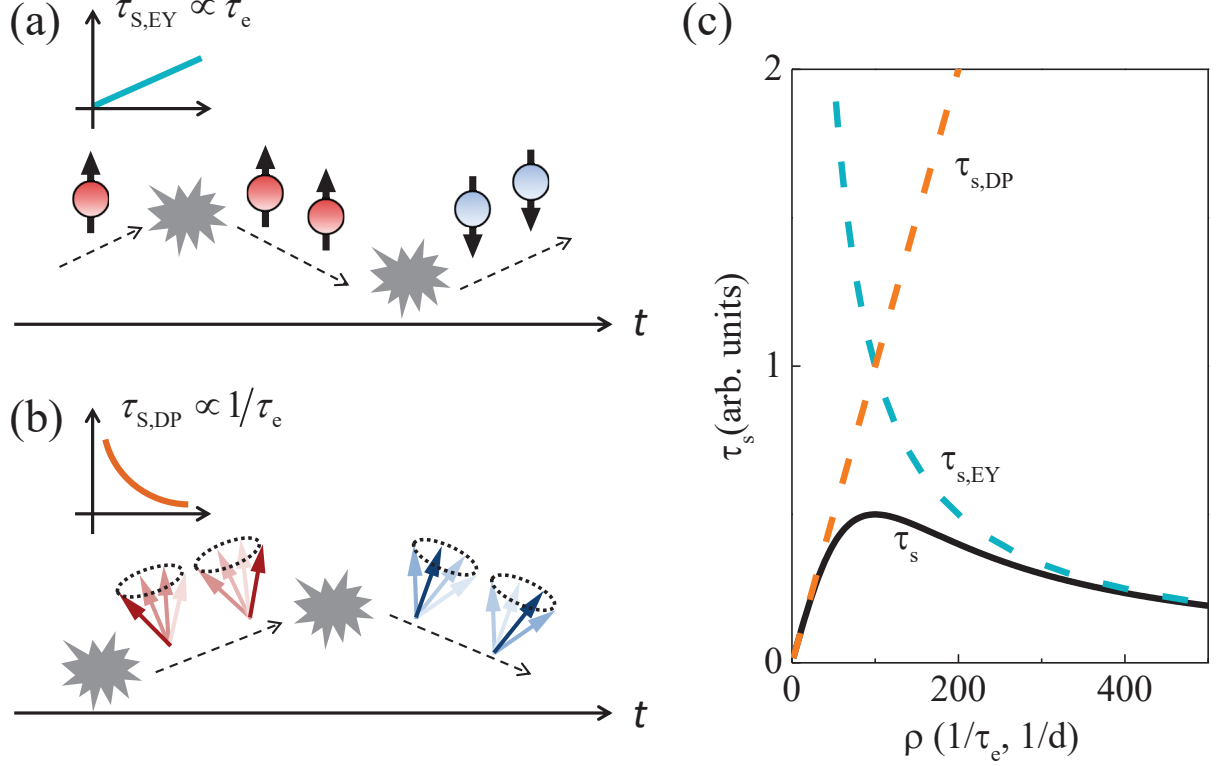 (a)
τS,EY ∝ τe
t
(b)
τS,DP ∝ 1/τe
t
(c)
2
1
0
τs(arb. units)
τs,DP
τs,EY
τs
0 200 400
ρ (1/τe, 1/d)